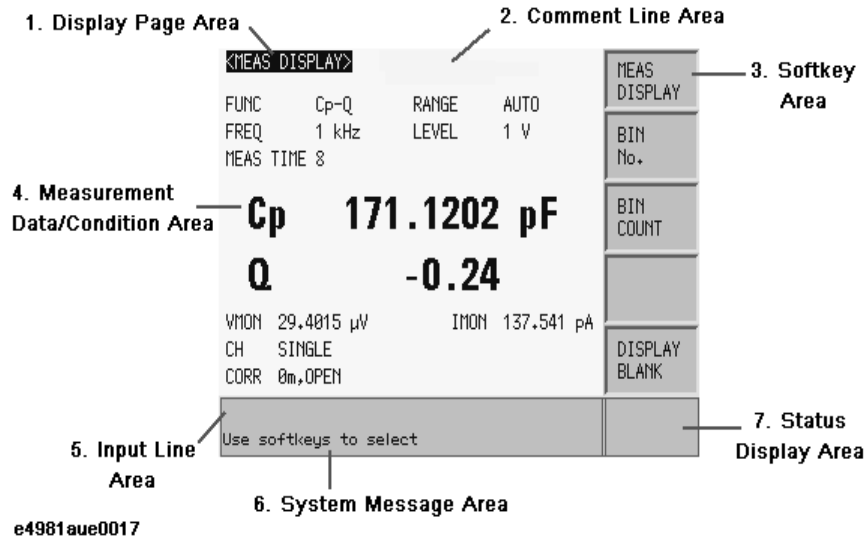 1. Display Page Area
2. Comment Line Area
<MEAS DISPLAY>
MEAS
DISPLAY
3. Softkey
Area
FUNC Cp-Q RANGE AUTO
FREQ 1 kHz LEVEL 1 V
MEAS TIME 8
BIN
No.
4. Measurement
Data/Condition Area
Cp 171.1202 pF
BIN
COUNT
Q -0.24
VMON 29.4015 µV IMON 137.541 pA
CH SINGLE
CORR 0m,OPEN
DISPLAY
BLANK
5. Input Line
Area
Use softkeys to select
7. Status
Display Area
6. System Message Area
e4981aue0017